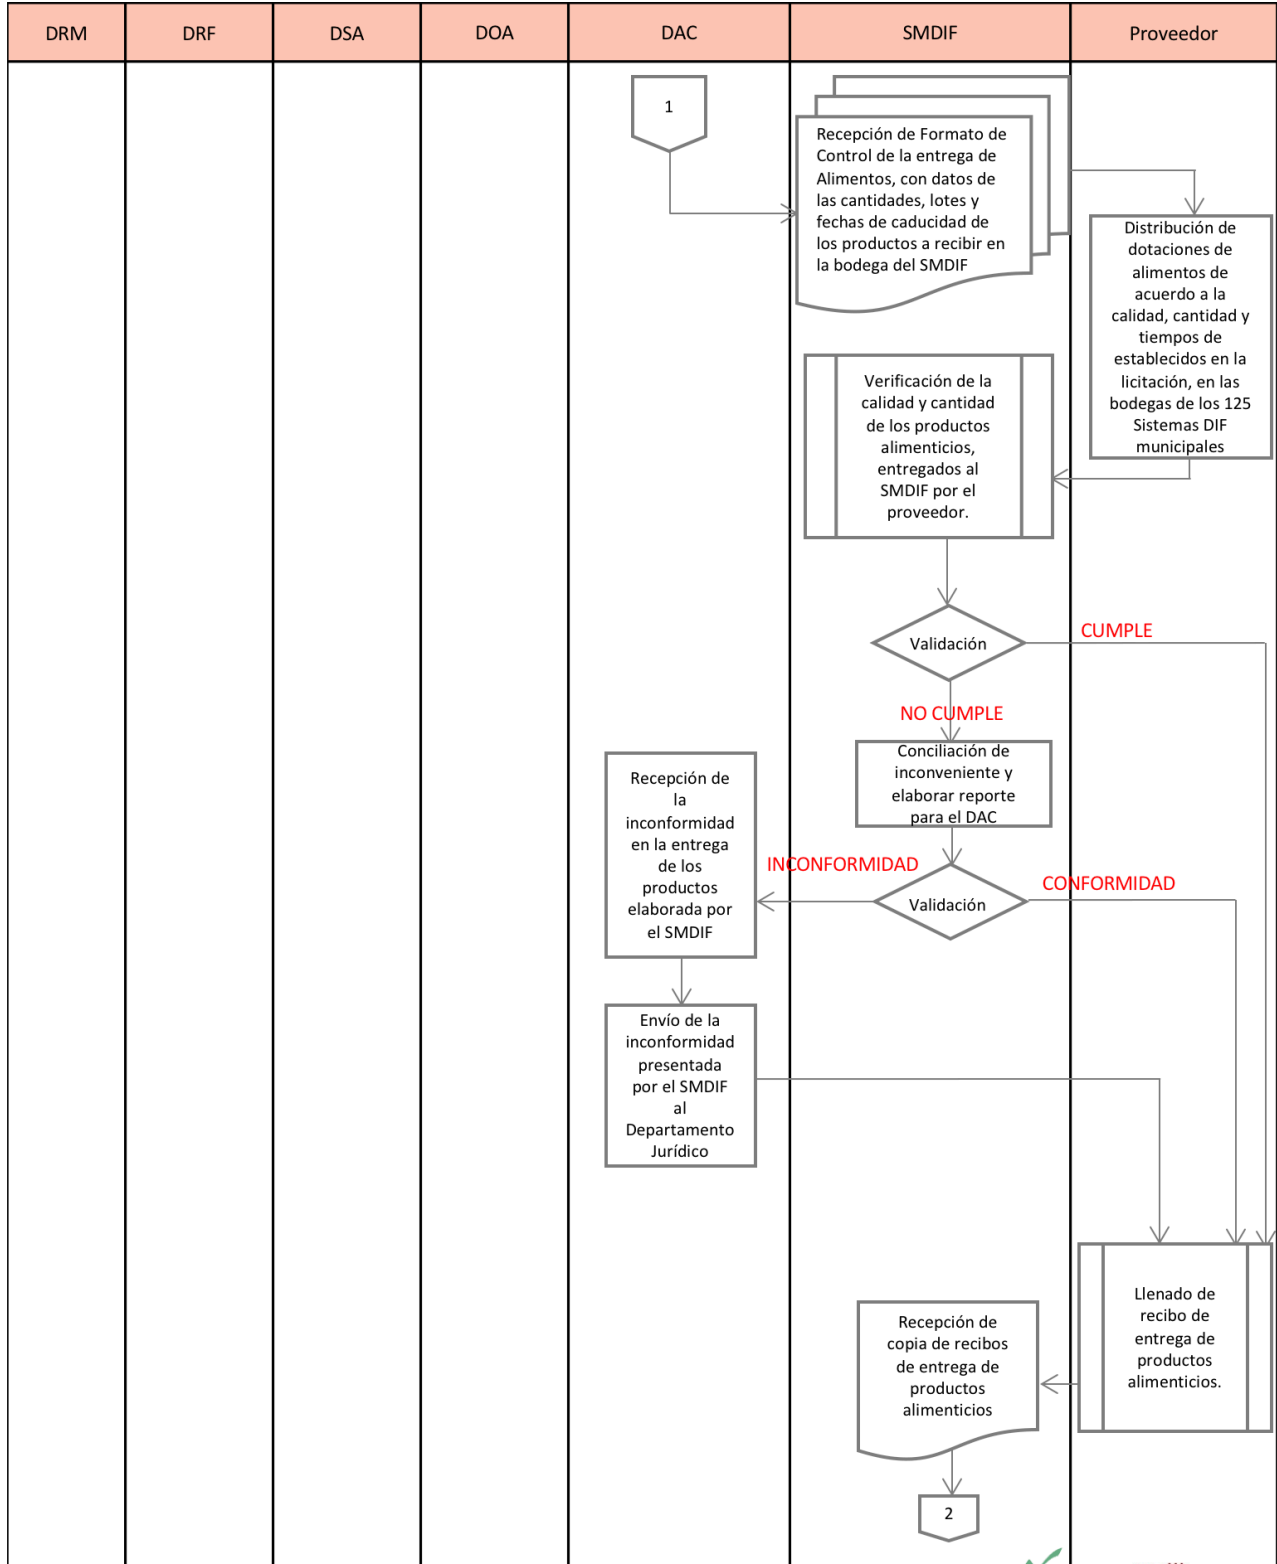 DRM
DRF
DSA
DOA
DAC
SMDIF
Proveedor
1
Recepción de Formato de
Control de la entrega de
Alimentos, con datos de
las cantidades, lotes y
fechas de caducidad de
los productos a recibir en
la bodega del SMDIF
Distribución de
dotaciones de
alimentos de
acuerdo a la
calidad, cantidad y
tiempos de
establecidos en la
licitación, en las
bodegas de los 125
Sistemas DIF
municipales
Verificación de la
calidad y cantidad
de los productos
alimenticios,
entregados al
SMDIF por el
proveedor.
Validación
CUMPLE
NO CUMPLE
Conciliación de
inconveniente y
elaborar reporte
para el DAC
Recepción de
la
inconformidad
en la entrega
de los
productos
elaborada por
el SMDIF
INCONFORMIDAD
Validación
CONFORMIDAD
Envío de la
inconformidad
presentada
por el SMDIF
al
Departamento
Jurídico
Llenado de
recibo de
entrega de
productos
alimenticios.
Recepción de
copia de recibos
de entrega de
productos
alimenticios
2